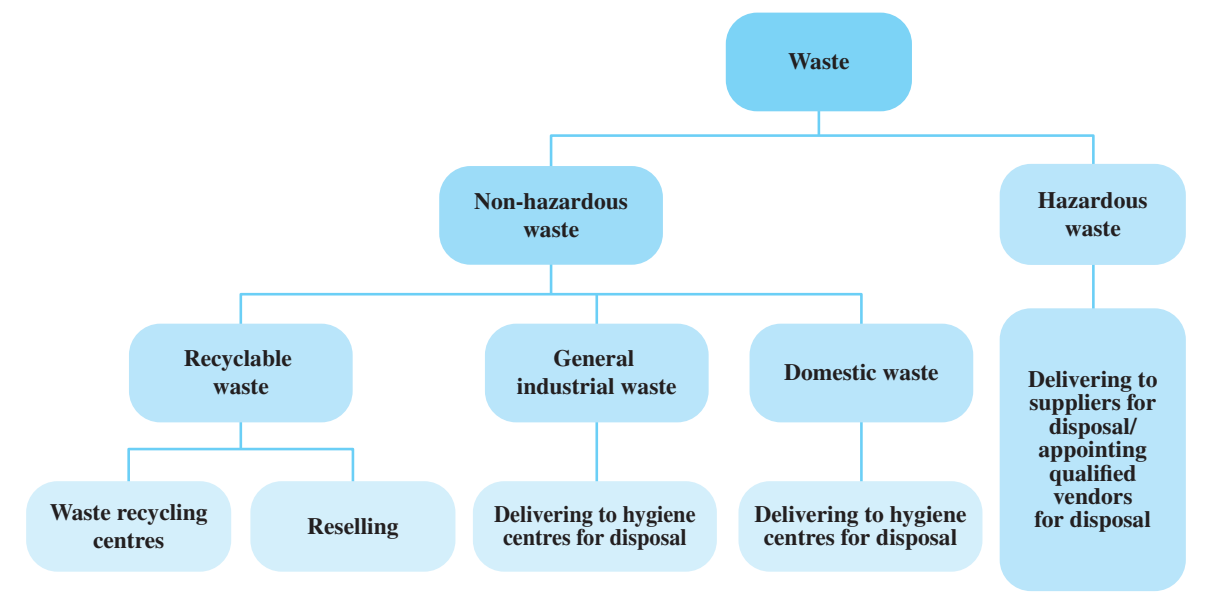 Waste
Non-hazardous
waste
Hazardous
waste
Recyclable
waste
General
industrial waste
Domestic waste
Delivering to
suppliers for
disposal/
appointing
qualified
vendors
for disposal
Waste recycling
centres
Reselling
Delivering to hygiene
centres for disposal
Delivering to hygiene
centres for disposal